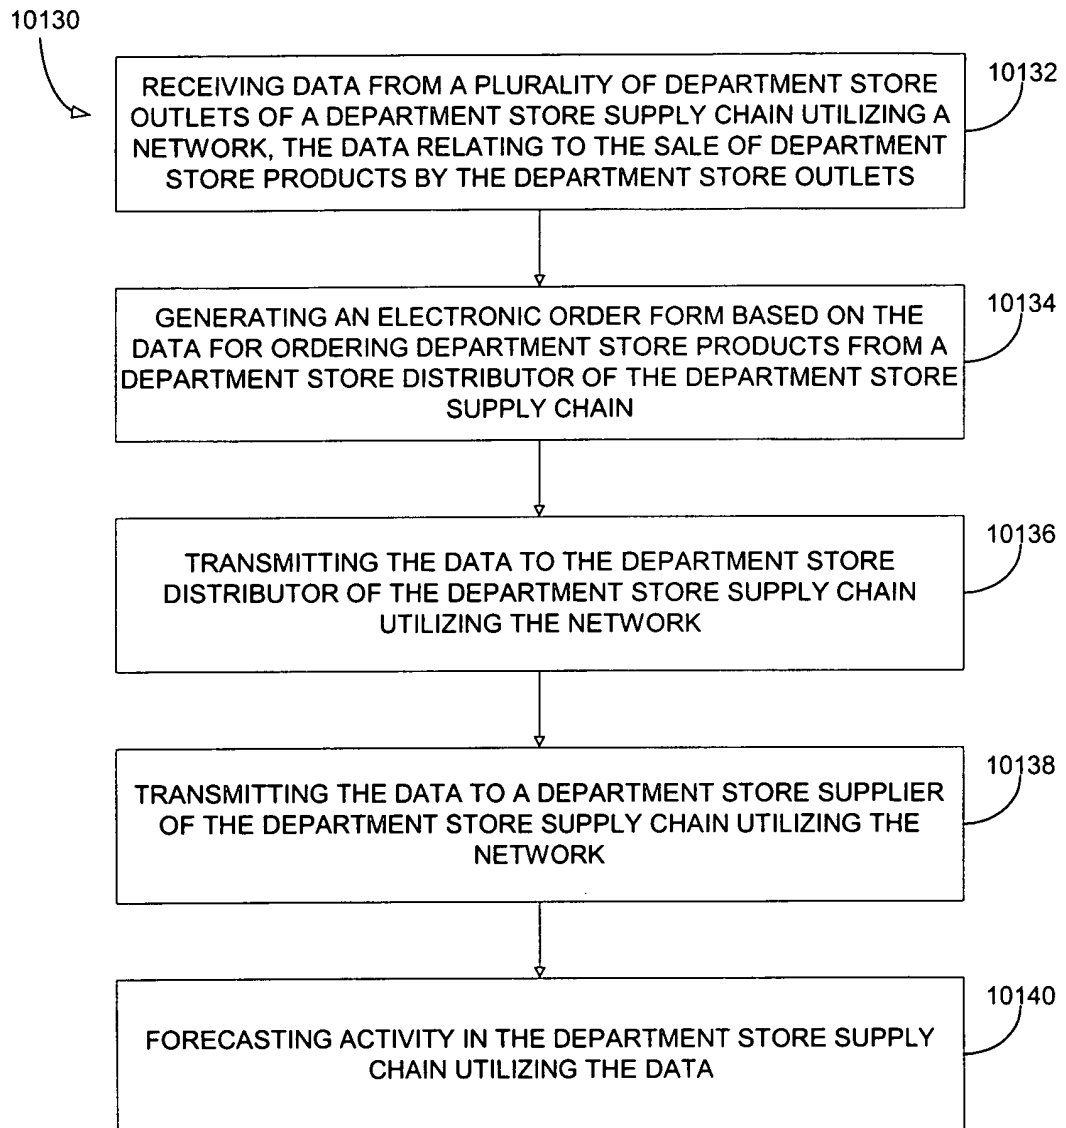 10130
10132
RECEIVING DATA FROM A PLURALITY OF DEPARTMENT STORE
OUTLETS OF A DEPARTMENT STORE SUPPLY CHAIN UTILIZING A
NETWORK, THE DATA RELATING TO THE SALE OF DEPARTMENT
STORE PRODUCTS BY THE DEPARTMENT STORE OUTLETS
10134
GENERATING AN ELECTRONIC ORDER FORM BASED ON THE
DATA FOR ORDERING DEPARTMENT STORE PRODUCTS FROM A
DEPARTMENT STORE DISTRIBUTOR OF THE DEPARTMENT STORE
SUPPLY CHAIN
10136
TRANSMITTING THE DATA TO THE DEPARTMENT STORE
DISTRIBUTOR OF THE DEPARTMENT STORE SUPPLY CHAIN
UTILIZING THE NETWORK
10138
TRANSMITTING THE DATA TO A DEPARTMENT STORE SUPPLIER
OF THE DEPARTMENT STORE SUPPLY CHAIN UTILIZING THE
NETWORK
10140
FORECASTING ACTIVITY IN THE DEPARTMENT STORE SUPPLY
CHAIN UTILIZING THE DATA